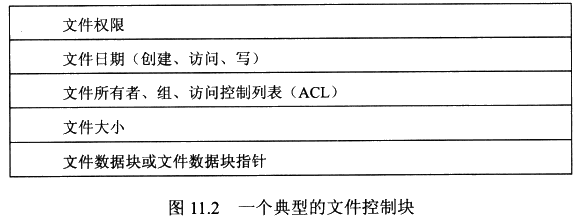 文件权限
文件日期（创建、访问、写）
文件所有者、组、访问控制列表（ACL）
文件大小
文件数据块或文件数据块指针
图 11.2 一个典型的文件控制块